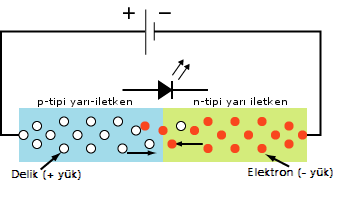 + −
p-tipi yarı-iletken n-tipi yarı iletken
Delik (+ yük) Elektron (- yük)